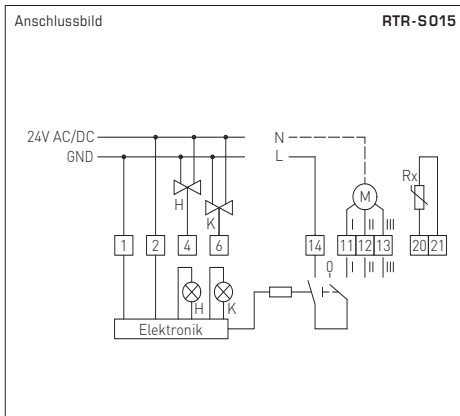 Anschlussbild RTR-S015
24V AC/DC N
GND L
H
K
M
Rx
I II III
1 2 4 6 14 11 12 13 20 21
0 I II III
H K
Elektronik